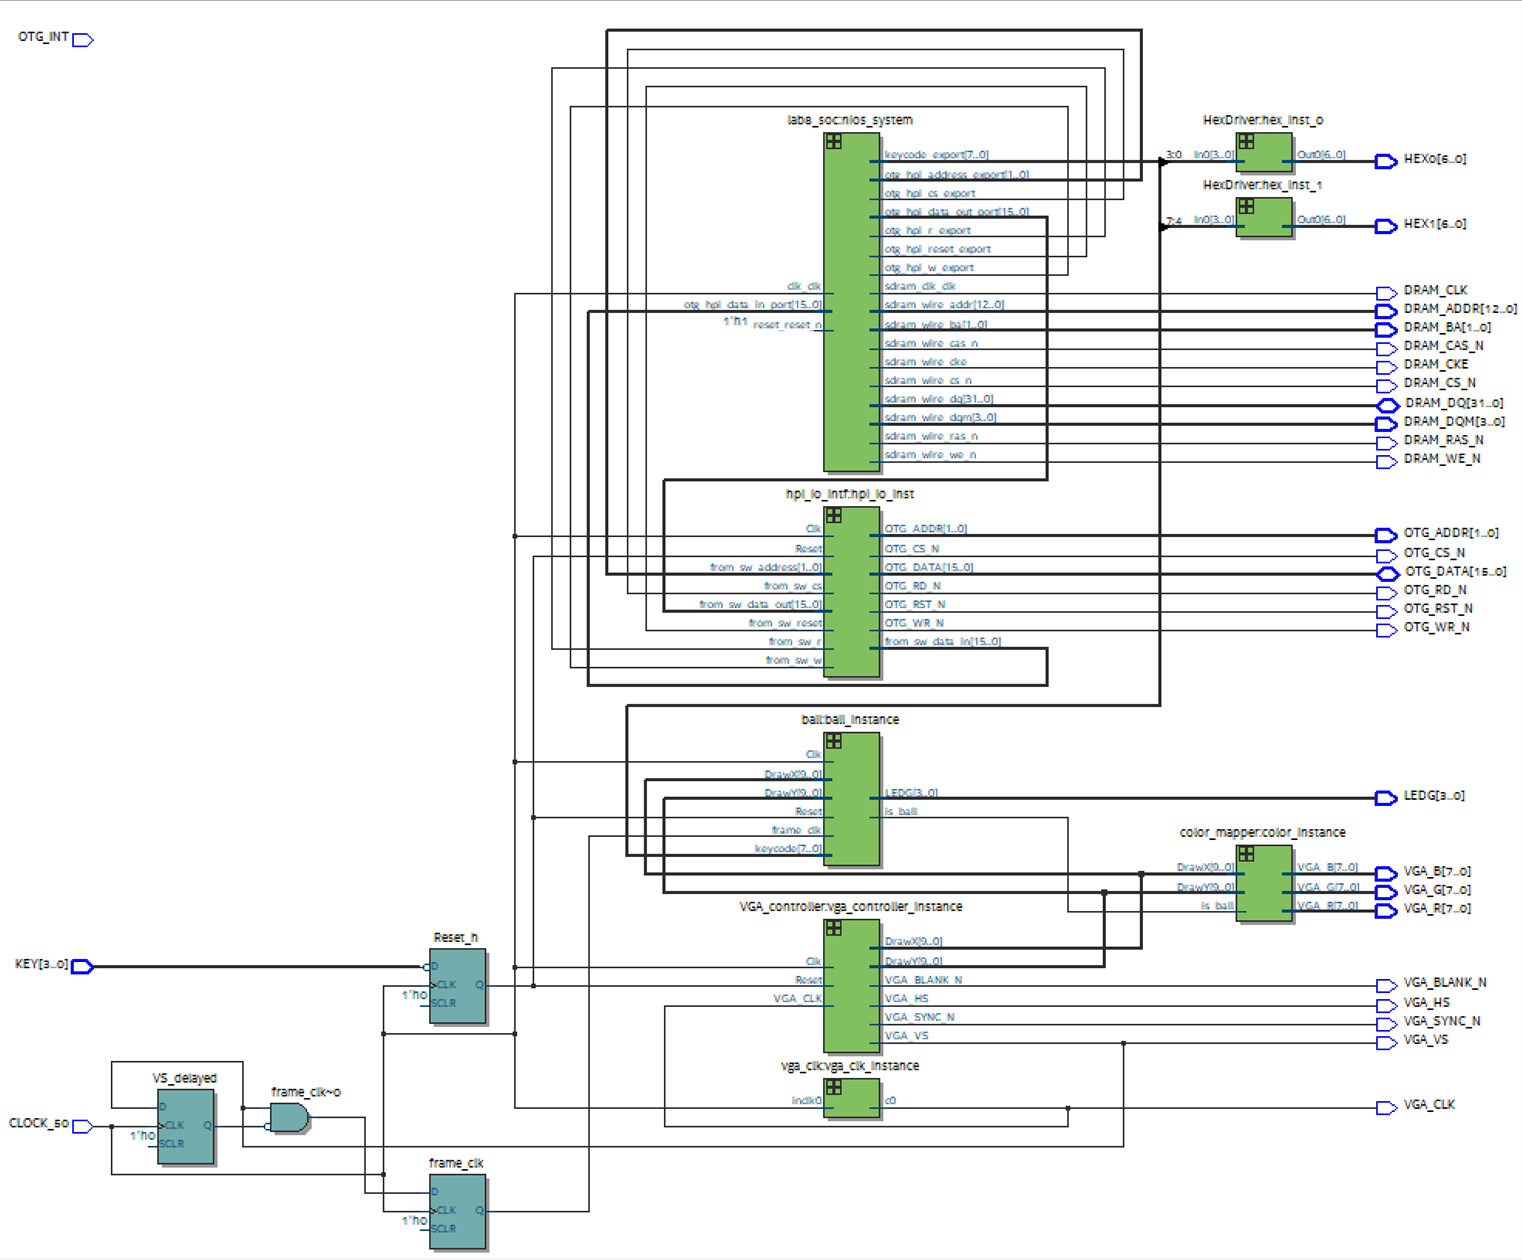 OTG_INT
lab8_soc:nios_system
keycode_export[7..0]
otg_hpi_address_export[1..0]
otg_hpi_cs_export
otg_hpi_data_out_port[15..0]
otg_hpi_r_export
otg_hpi_reset_export
otg_hpi_w_export
clk_clk
sdram_clk_clk
otg_hpi_data_in_port[15..0]
sdram_wire_addr[12..0]
1'h1
reset_reset_n
sdram_wire_ba[1..0]
sdram_wire_cas_n
sdram_wire_cke
sdram_wire_cs_n
sdram_wire_dq[31..0]
sdram_wire_dqm[3..0]
sdram_wire_ras_n
sdram_wire_we_n
HexDriver:hex_inst_0
3:0
In0[3..0]
Out0[6..0]
HEX0[6..0]
HexDriver:hex_inst_1
7:4
In0[3..0]
Out0[6..0]
HEX1[6..0]
DRAM_CLK
DRAM_ADDR[12..0]
DRAM_BA[1..0]
DRAM_CAS_N
DRAM_CKE
DRAM_CS_N
DRAM_DQ[31..0]
DRAM_DQM[3..0]
DRAM_RAS_N
DRAM_WE_N
hpi_io_intf:hpi_io_inst
Clk
OTG_ADDR[1..0]
Reset
OTG_CS_N
from_sw_address[1..0]
OTG_DATA[15..0]
from_sw_cs
OTG_RD_N
from_sw_data_out[15..0]
OTG_RST_N
from_sw_reset
OTG_WR_N
from_sw_r
from_sw_data_in[15..0]
from_sw_w
OTG_ADDR[1..0]
OTG_CS_N
OTG_DATA[15..0]
OTG_RD_N
OTG_RST_N
OTG_WR_N
ball:ball_instance
Clk
DrawX[9..0]
DrawY[9..0]
LEDG[3..0]
Reset
is_ball
frame_clk
keycode[7..0]
LEDG[3..0]
color_mapper:color_instance
DrawX[9..0]
VGA_B[7..0]
DrawY[9..0]
VGA_G[7..0]
is_ball
VGA_R[7..0]
VGA_B[7..0]
VGA_G[7..0]
VGA_R[7..0]
VGA_controller:vga_controller_instance
DrawX[9..0]
Clk
DrawY[9..0]
Reset
VGA_BLANK_N
VGA_CLK
VGA_HS
VGA_SYNC_N
VGA_VS
VGA_BLANK_N
VGA_HS
VGA_SYNC_N
VGA_VS
vga_clk:vga_clk_instance
inclk0
c0
VGA_CLK
Reset_h
KEY[3..0]
D
CLK
Q
1'h0
SCLR
VS_delayed
D
CLOCK_50
CLK
Q
1'h0
SCLR
frame_clk~0
frame_clk
D
CLK
Q
1'h0
SCLR